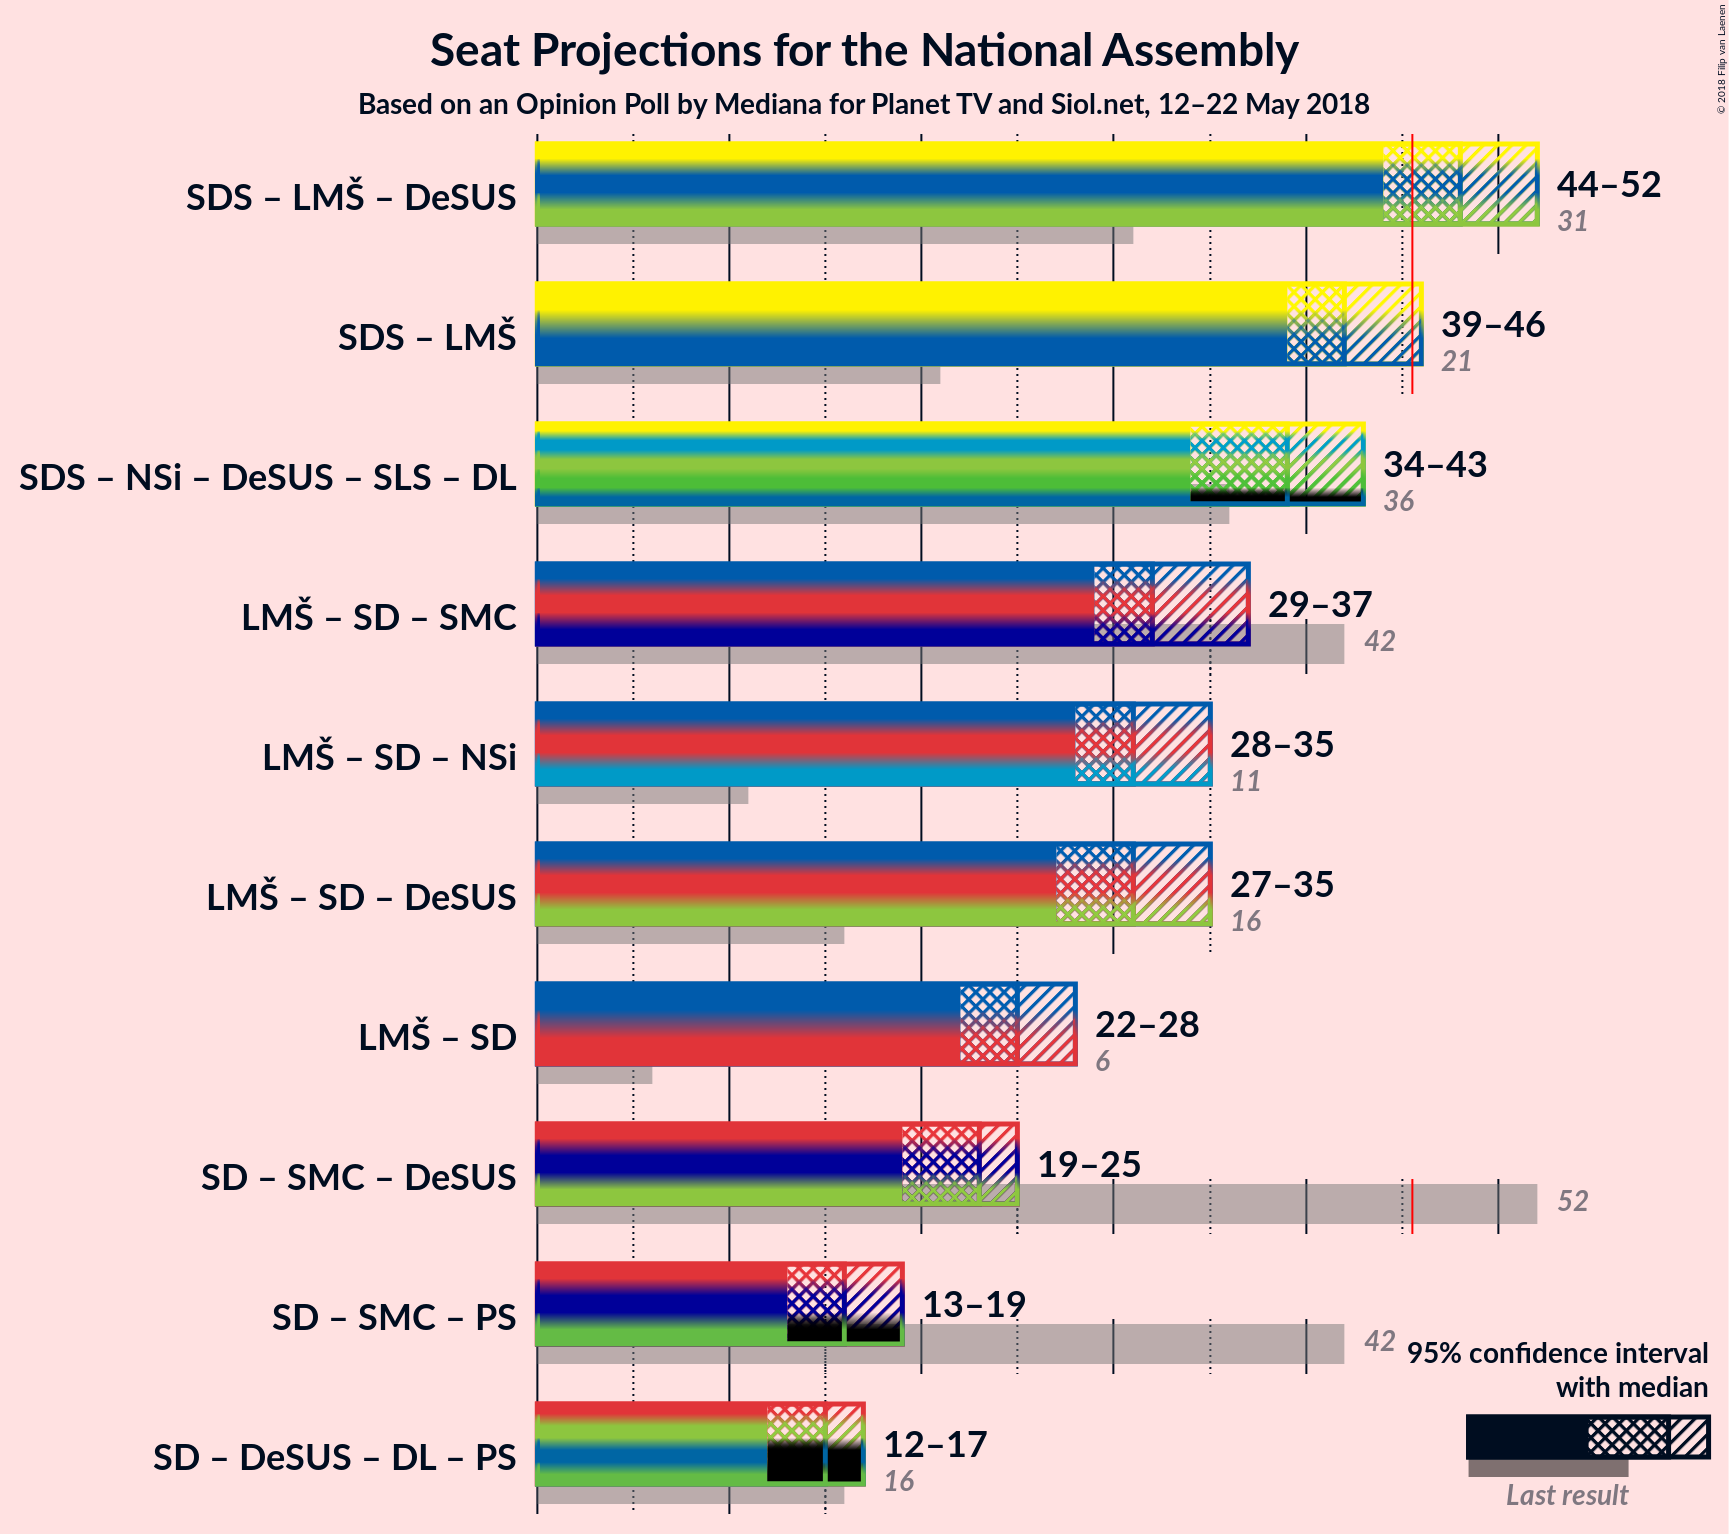 Seat Projections for the National Assembly
Based on an Opinion Poll by Mediana for Planet TV and Siol.net, 12–22 May 2018
© 2018 Filip van Laenen
SDS – LMŠ – DeSUS
44–52
31
SDS – LMŠ
39–46
21
SDS – NSi – DeSUS – SLS – DL
34–43
36
LMŠ – SD – SMC
29–37
42
LMŠ – SD – NSi
28–35
11
LMŠ – SD – DeSUS
27–35
16
LMŠ – SD
22–28
6
SD – SMC – DeSUS
19–25
52
SD – SMC – PS
13–19
42
SD – DeSUS – DL – PS
12–17
16
95% confidence interval
with median
Last result